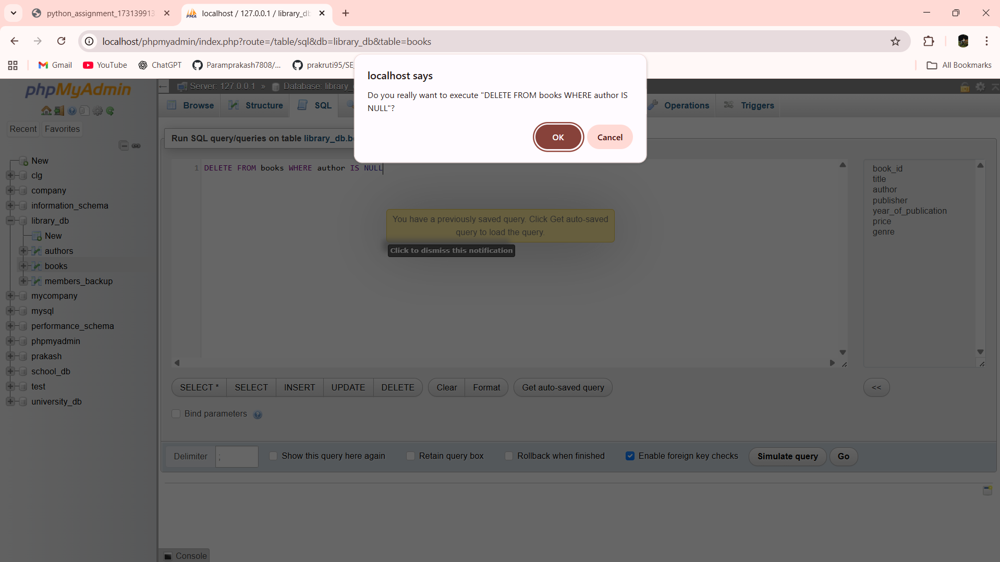 python_assignment_173139913
localhost / 127.0.0.1 / library_db
localhost/phpmyadmin/index.php?route=/table/sql&db=library_db&table=books
Gmail
YouTube
ChatGPT
Paramprakash7808/...
prakruti95/SE
All Bookmarks
localhost says
Do you really want to execute "DELETE FROM books WHERE author IS
NULL"?
OK
Cancel
phpMyAdmin
Recent
Favorites
New
clg
company
information_schema
library_db
New
authors
books
members_backup
mycompany
mysql
performance_schema
phpmyadmin
prakash
school_db
test
university_db
Server: 127.0.0.1 » Database: library_
Browse
Structure
SQL
Operations
Triggers
Run SQL query/queries on table library_db.b
1 DELETE FROM books WHERE author IS NULL
You have a previously saved query. Click Get auto-saved
query to load the query.
Click to dismiss this notification
book_id
title
author
publisher
year_of_publication
price
genre
SELECT *
SELECT
INSERT
UPDATE
DELETE
Clear
Format
Get auto-saved query
<<
Bind parameters
Delimiter ;
Show this query here again
Retain query box
Rollback when finished
Enable foreign key checks
Simulate query
Go
Console